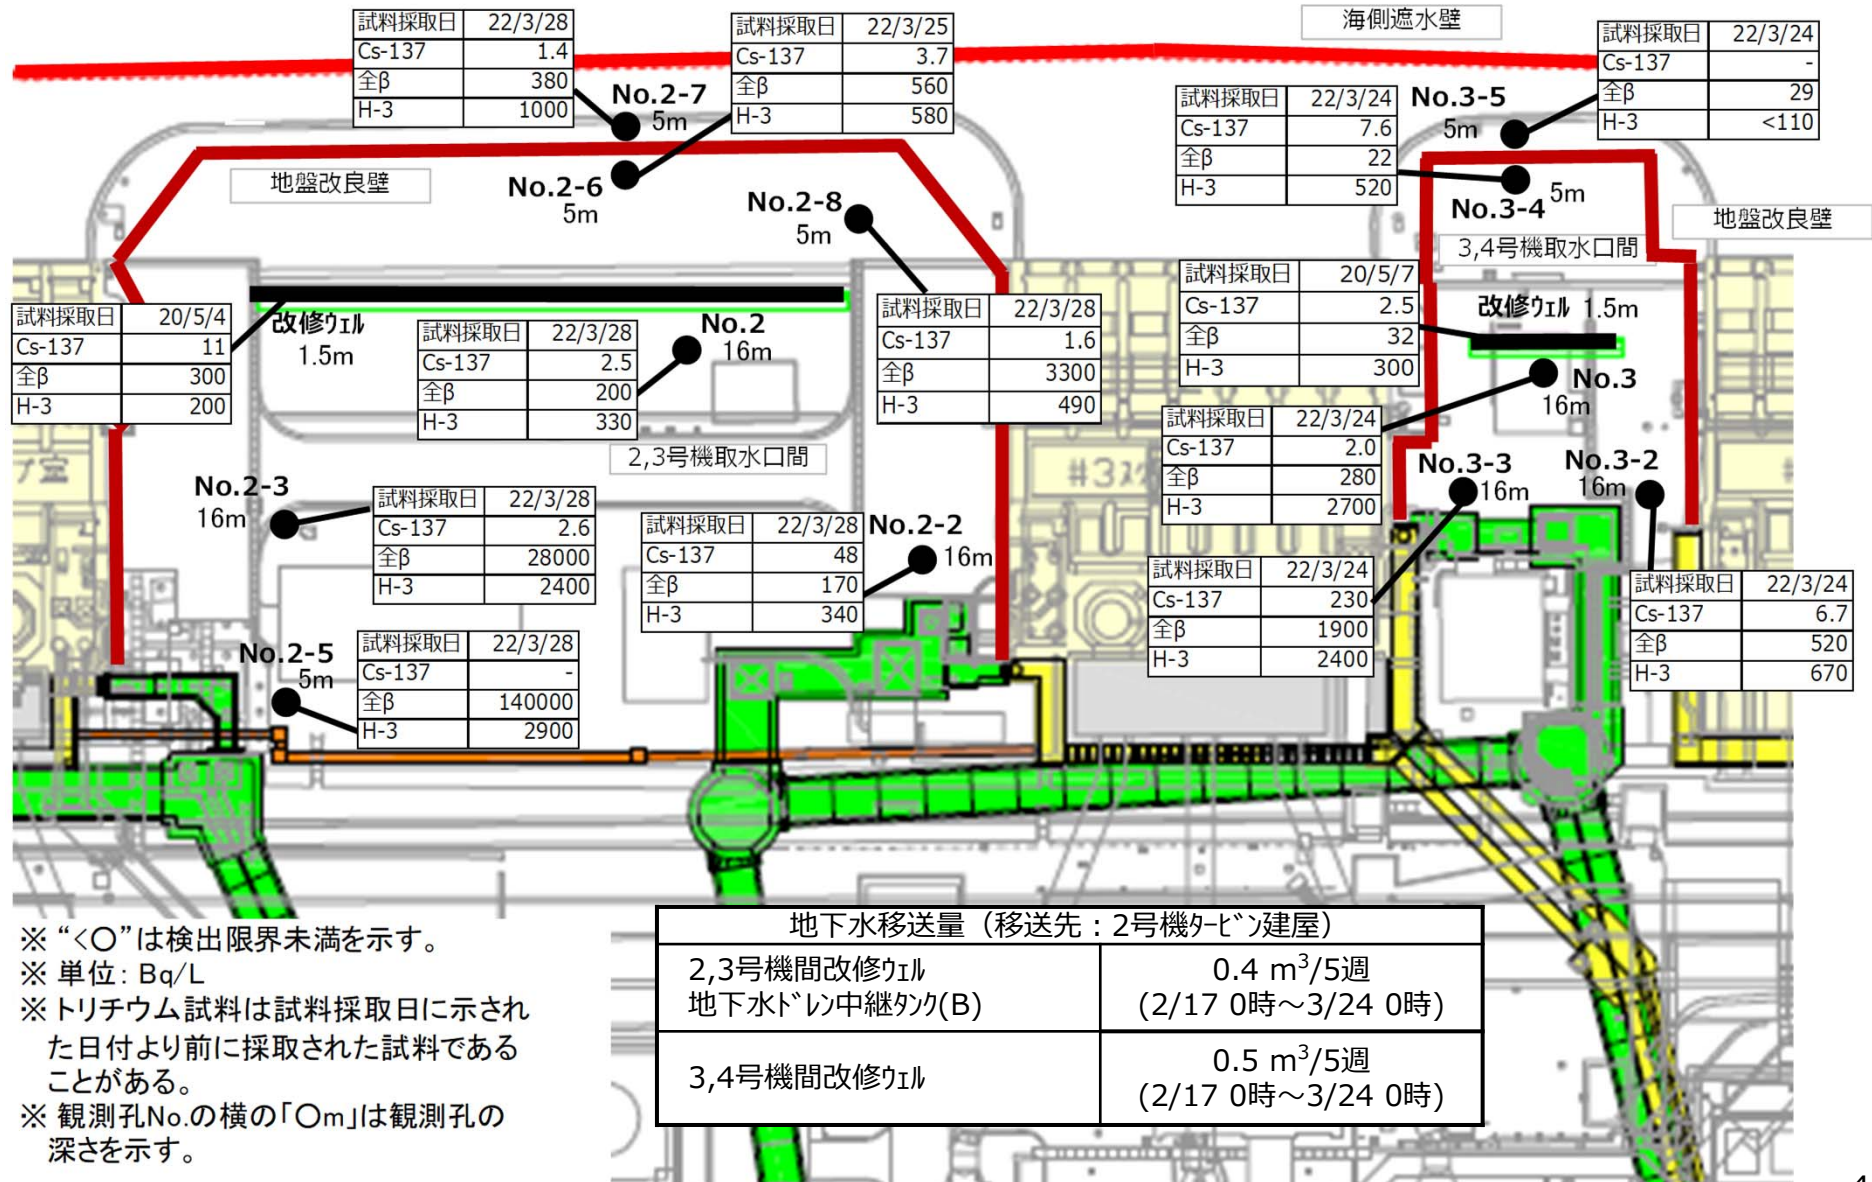 海側遮水壁
試料採取日 22/3/28
Cs-137 1.4
全β 380
H-3 1000
No.2-7
5m
試料採取日 22/3/25
Cs-137 3.7
全β 560
H-3 580
No.2-6
5m
地盤改良壁
No.2-8
5m
試料採取日 22/3/24
Cs-137 7.6
全β 22
H-3 520
No.3-5
5m
試料採取日 22/3/24
Cs-137 -
全β 29
H-3 <110
No.3-4
5m
地盤改良壁
3,4号機取水口間
試料採取日 20/5/4
Cs-137 11
全β 300
H-3 200
改修ｳｪﾙ
1.5m
試料採取日 22/3/28
Cs-137 2.5
全β 200
H-3 330
No.2
16m
試料採取日 22/3/28
Cs-137 1.6
全β 3300
H-3 490
試料採取日 20/5/7
Cs-137 2.5
全β 32
H-3 300
改修ｳｪﾙ 1.5m
No.3
16m
試料採取日 22/3/24
Cs-137 2.0
全β 280
H-3 2700
2,3号機取水口間
No.2-3
16m
試料採取日 22/3/28
Cs-137 2.6
全β 28000
H-3 2400
試料採取日 22/3/28
Cs-137 48
全β 170
H-3 340
No.2-2
16m
No.3-3
16m
No.3-2
16m
試料採取日 22/3/24
Cs-137 230
全β 1900
H-3 2400
試料採取日 22/3/24
Cs-137 6.7
全β 520
H-3 670
No.2-5
5m
試料採取日 22/3/28
Cs-137 -
全β 140000
H-3 2900
※ “<○”は検出限界未満を示す。
※ 単位: Bq/L
※ トリチウム試料は試料採取日に示され
た日付より前に採取された試料である
ことがある。
※ 観測孔No.の横の「○m」は観測孔の
深さを示す。
地下水移送量（移送先：2号機ﾀｰﾋﾞﾝ建屋）
2,3号機間改修ｳｪﾙ
地下水ﾄﾞﾚﾝ中継ﾀﾝｸ(B)
0.4 m³/5週
(2/17 0時～3/24 0時)
3,4号機間改修ｳｪﾙ
0.5 m³/5週
(2/17 0時～3/24 0時)